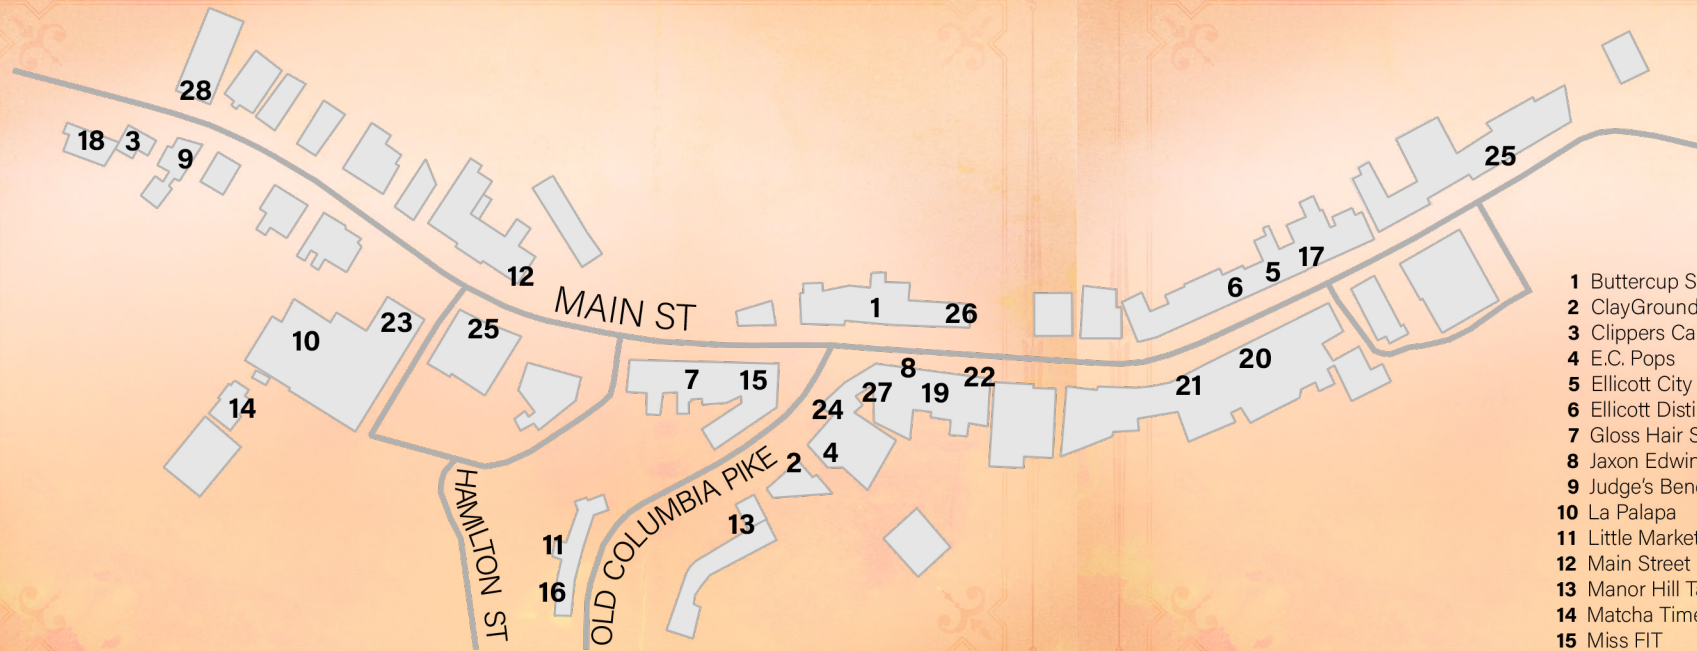 28
18
3
9
12
10
23
25
14
MAIN ST
1
26
7
15
8
22
27
19
24
4
2
13
11
16
HAMILTON ST
OLD COLUMBIA PIKE
25
17
5
6
20
21
1 Buttercup
2 ClayGround
3 Clippers
4 E.C. Pops
5 Ellicott City
6 Ellicott
7 Gloss Hair
8 Jaxon
9 Judge's
10 La Palapa
11 Little Market
12 Main Street
13 Manor Hill
14 Matcha Time
15 Miss FIT